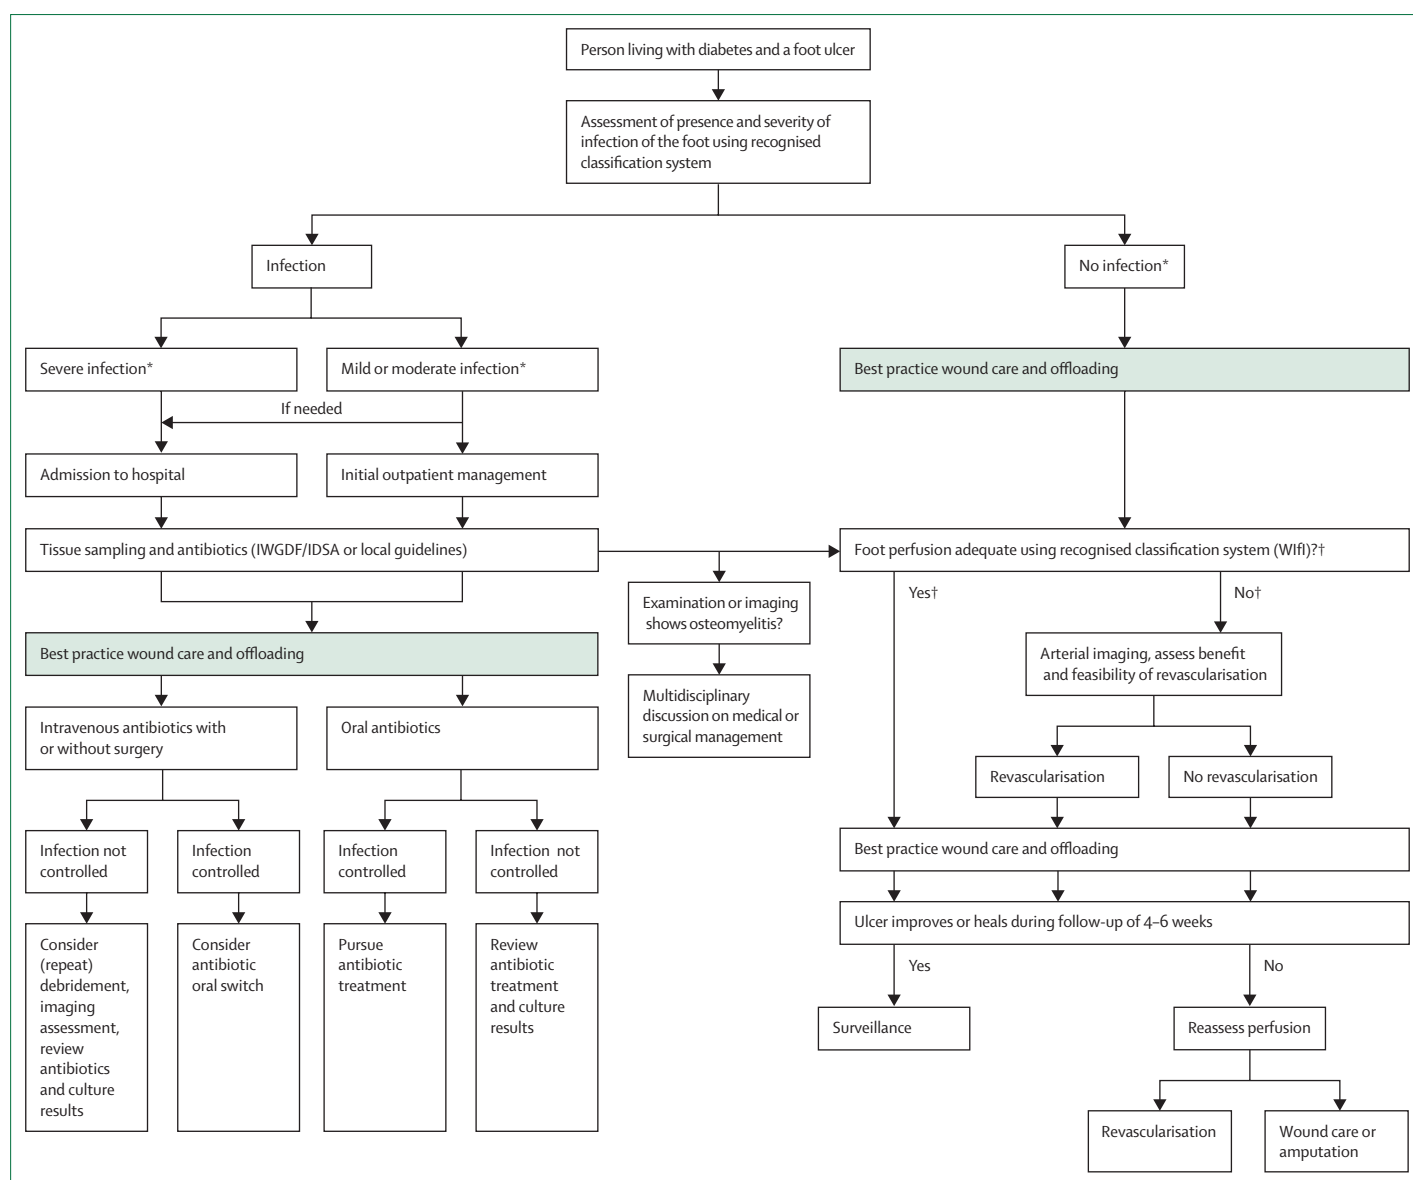 Person living with diabetes and a foot ulcer
Assessment of presence and severity of
infection of the foot using recognised
classification system
Infection
No infection*
Severe infection*
Mild or moderate infection*
Best practice wound care and offloading
If needed
Admission to hospital
Initial outpatient management
Tissue sampling and antibiotics (IWGDF/IDSA or local guidelines)
Foot perfusion adequate using recognised classification system (WIfI)?†
Yes†
No†
Examination or imaging
shows osteomyelitis?
Best practice wound care and offloading
Arterial imaging, assess benefit
and feasibility of revascularisation
Multidisciplinary
discussion on medical or
surgical management
Intravenous antibiotics with
or without surgery
Oral antibiotics
Revascularisation
No revascularisation
Infection not
controlled
Infection
controlled
Infection
controlled
Infection not
controlled
Best practice wound care and offloading
Ulcer improves or heals during follow-up of 4–6 weeks
Consider
(repeat)
debridement,
imaging
assessment,
review
antibiotics
and culture
results
Consider
antibiotic
oral switch
Pursue
antibiotic
treatment
Review
antibiotic
treatment
and culture
results
Yes
No
Surveillance
Reassess perfusion
Revascularisation
Wound care or
amputation